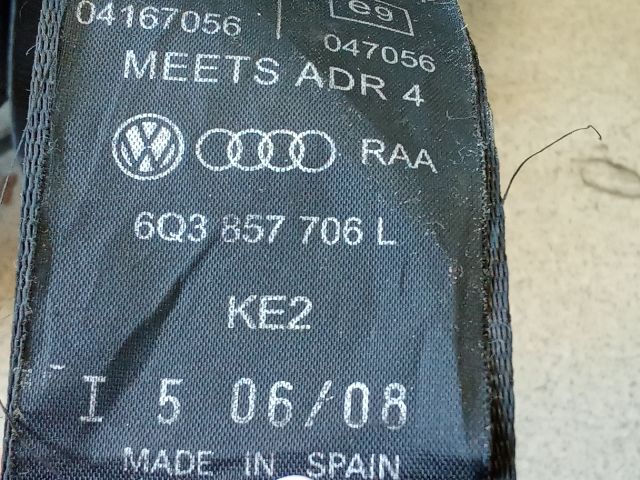 04167056
e9
047056
MEETS ADR 4
RAA
6Q3 857 706 L
KE2
I 5 06/08
MADE IN SPAIN